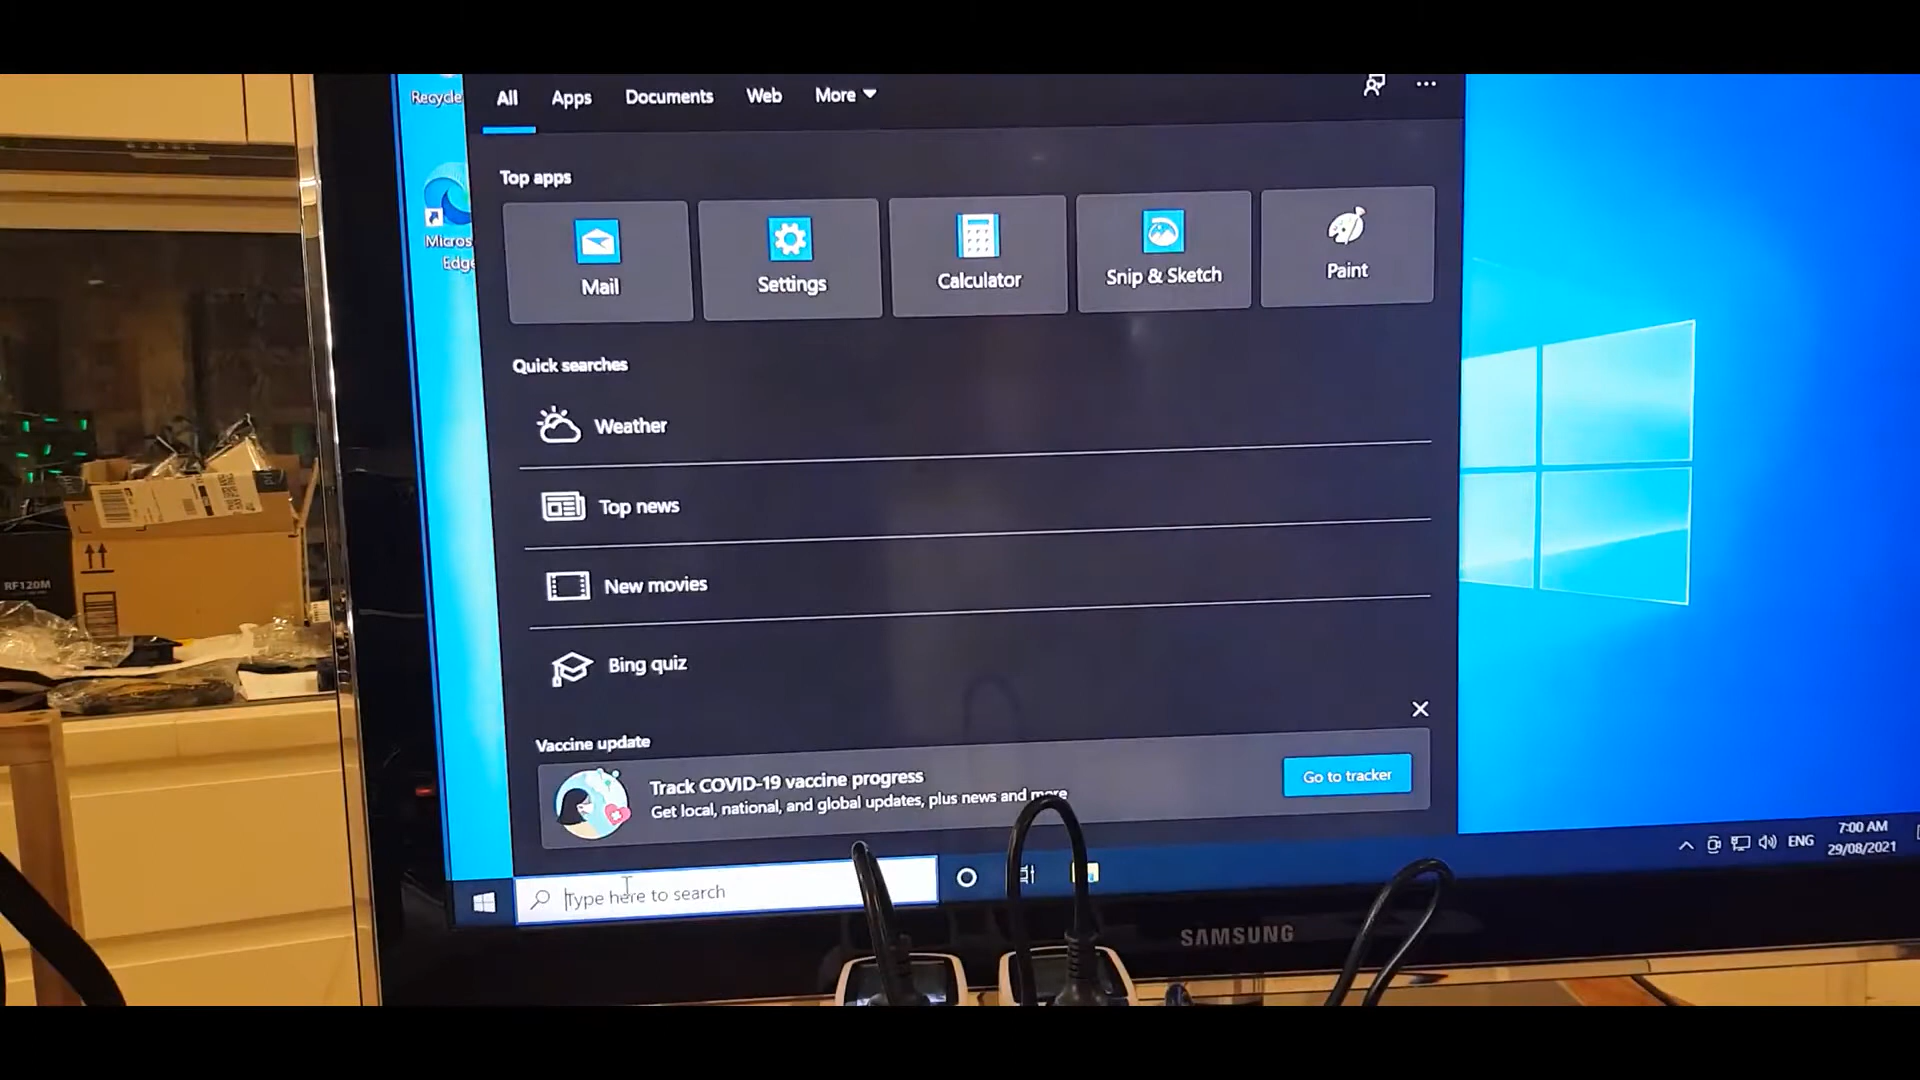 Recycle
All Apps Documents Web More
Top apps
Mail
Settings
Calculator
Snip & Sketch
Paint
Micros
Edge
Quick searches
Weather
Top news
New movies
Bing quiz
Vaccine update
Track COVID-19 vaccine progress
Get local, national, and global updates, plus news and more
Go to tracker
Type here to search
ENG
7:00 AM
29/08/2021
SAMSUNG
RF120M